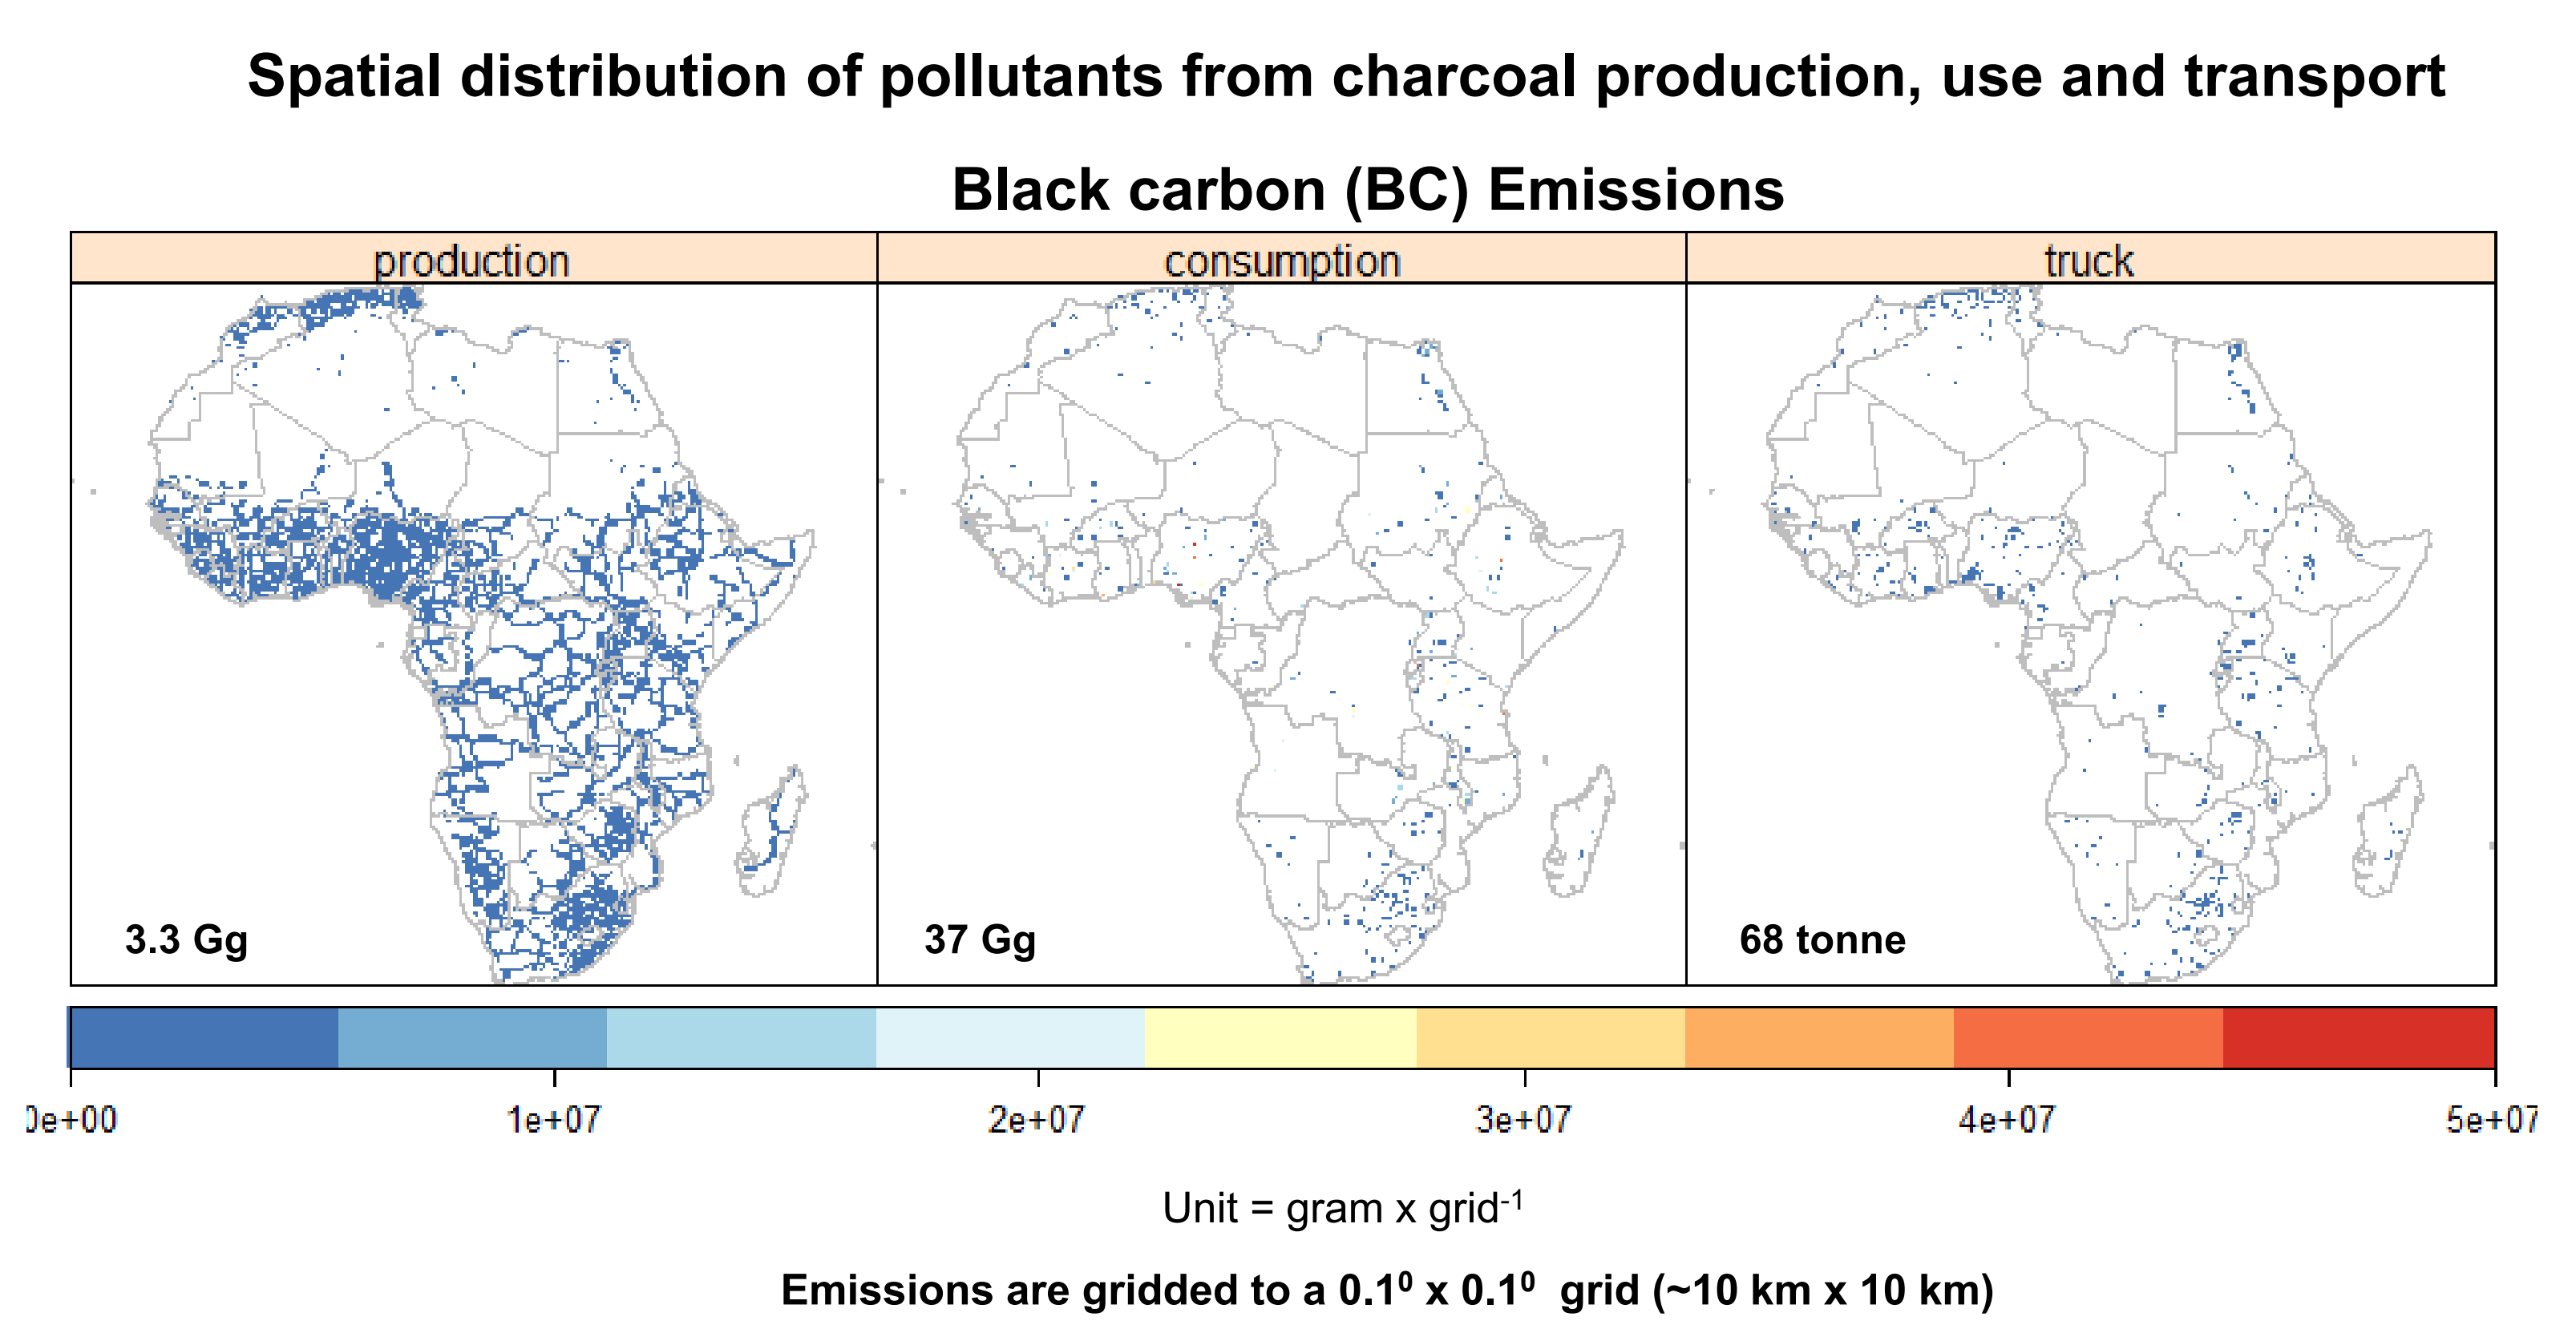 Spatial distribution of pollutants from charcoal production, use and transport
Black carbon (BC) Emissions
production consumption truck
3.3 Gg 37 Gg 68 tonne
0e+00 1e+07 2e+07 3e+07 4e+07 5e+07
Unit = gram x grid⁻¹
Emissions are gridded to a 0.1⁰ x 0.1⁰ grid (~10 km x 10 km)